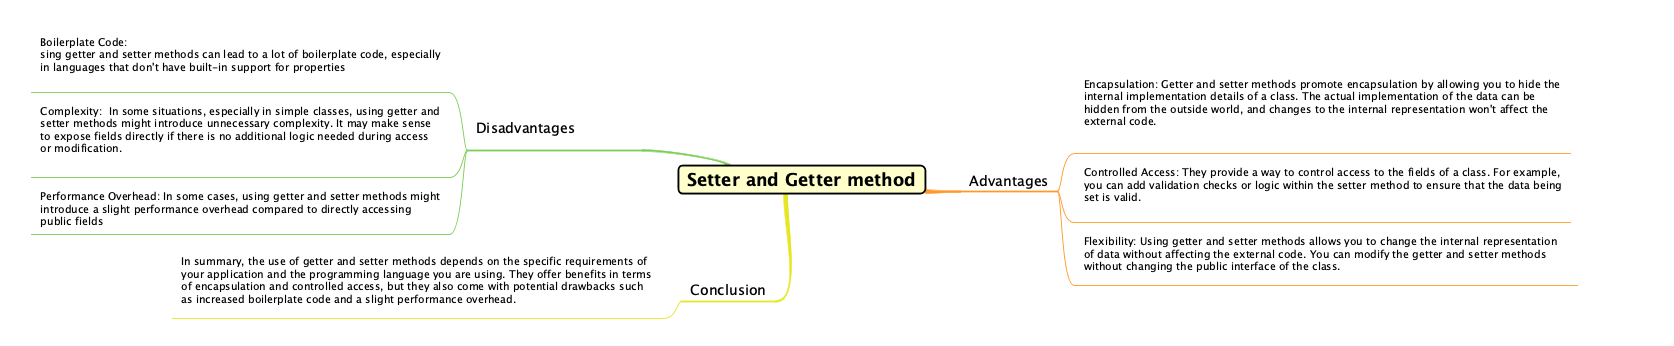 Boilerplate Code:
sing getter and setter methods can lead to a lot of boilerplate code, especially
in languages that don't have built-in support for properties
Complexity:  In some situations, especially in simple classes, using getter and
setter methods might introduce unnecessary complexity. It may make sense
to expose fields directly if there is no additional logic needed during access
or modification.
Performance Overhead: In some cases, using getter and setter methods might
introduce a slight performance overhead compared to directly accessing
public fields
Disadvantages
Setter and Getter method
Advantages
Encapsulation: Getter and setter methods promote encapsulation by allowing you to hide the
internal implementation details of a class. The actual implementation of the data can be
hidden from the outside world, and changes to the internal representation won't affect the
external code.
Controlled Access: They provide a way to control access to the fields of a class. For example,
you can add validation checks or logic within the setter method to ensure that the data being
set is valid.
Flexibility: Using getter and setter methods allows you to change the internal representation
of data without affecting the external code. You can modify the getter and setter methods
without changing the public interface of the class.
In summary, the use of getter and setter methods depends on the specific requirements of
your application and the programming language you are using. They offer benefits in terms
of encapsulation and controlled access, but they also come with potential drawbacks such
as increased boilerplate code and a slight performance overhead.
Conclusion